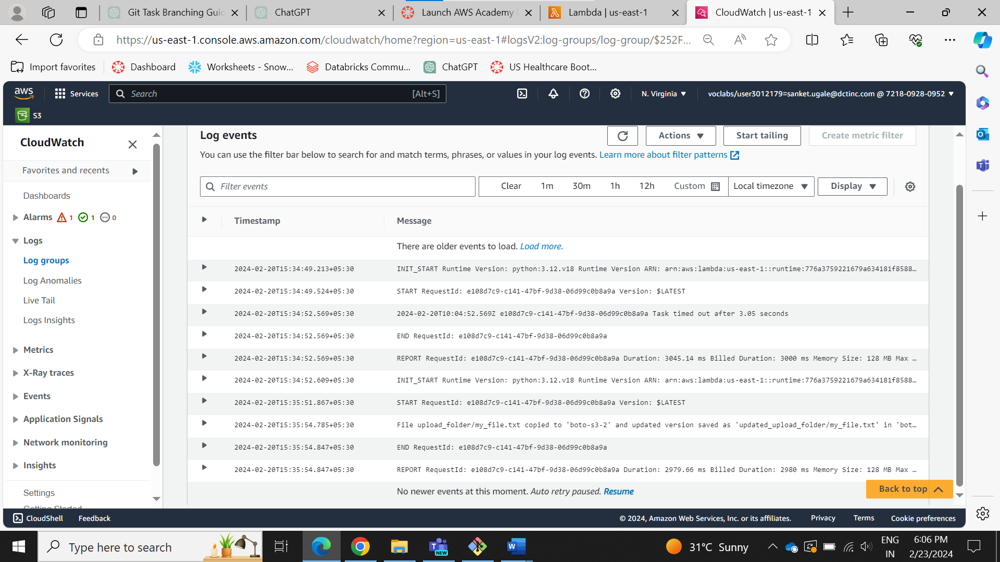 Git Task Branching Guid
ChatGPT
Launch AWS Academy
Lambda | us-east-1
CloudWatch | us-east-1
https://us-east-1.console.aws.amazon.com/cloudwatch/home?region=us-east-1#logsV2:log-groups/log-group/$252F...
Import favorites
Dashboard
Worksheets - Snow...
Databricks Commu...
ChatGPT
US Healthcare Boot...
aws
Services
Search
[Alt+S]
N. Virginia
voclabs/user3012179=sanket.ugale@dctinc.com @ 7218-0928-0952
S3
CloudWatch
Favorites and recents
Dashboards
Alarms 1 1 0
Logs
Log groups
Log Anomalies
Live Tail
Logs Insights
Metrics
X-Ray traces
Events
Application Signals
Network monitoring
Insights
Settings
Getting Started
Log events
Actions
Start tailing
Create metric filter
You can use the filter bar below to search for and match terms, phrases, or values in your log events. Learn more about filter patterns
Filter events
Clear 1m 30m 1h 12h Custom
Local timezone
Display
Timestamp Message
There are older events to load. Load more.
2024-02-20T15:34:49.213+05:30 INIT_START Runtime Version: python:3.12.v18 Runtime Version ARN: arn:aws:lambda:us-east-1::runtime:776a3759221679a634181f8588…
2024-02-20T15:34:49.524+05:30 START RequestId: e108d7c9-c141-47bf-9d38-06d99c0b8a9a Version: $LATEST
2024-02-20T15:34:52.569+05:30 2024-02-20T10:04:52.569Z e108d7c9-c141-47bf-9d38-06d99c0b8a9a Task timed out after 3.05 seconds
2024-02-20T15:34:52.569+05:30 END RequestId: e108d7c9-c141-47bf-9d38-06d99c0b8a9a
2024-02-20T15:34:52.569+05:30 REPORT RequestId: e108d7c9-c141-47bf-9d38-06d99c0b8a9a Duration: 3045.14 ms Billed Duration: 3000 ms Memory Size: 128 MB Max …
2024-02-20T15:34:52.609+05:30 INIT_START Runtime Version: python:3.12.v18 Runtime Version ARN: arn:aws:lambda:us-east-1::runtime:776a3759221679a634181f8588…
2024-02-20T15:35:51.867+05:30 START RequestId: e108d7c9-c141-47bf-9d38-06d99c0b8a9a Version: $LATEST
2024-02-20T15:35:54.785+05:30 File upload_folder/my_file.txt copied to 'boto-s3-2' and updated version saved as 'updated_upload_folder/my_file.txt' in 'bot…
2024-02-20T15:35:54.847+05:30 END RequestId: e108d7c9-c141-47bf-9d38-06d99c0b8a9a
2024-02-20T15:35:54.847+05:30 REPORT RequestId: e108d7c9-c141-47bf-9d38-06d99c0b8a9a Duration: 2979.66 ms Billed Duration: 2980 ms Memory Size: 128 MB Max …
No newer events at this moment. Auto retry paused. Resume
Back to top
CloudShell
Feedback
© 2024, Amazon Web Services, Inc. or its affiliates.
Privacy
Terms
Cookie preferences
Type here to search
NEW
31°C Sunny
ENG
IN
6:06 PM
2/23/2024